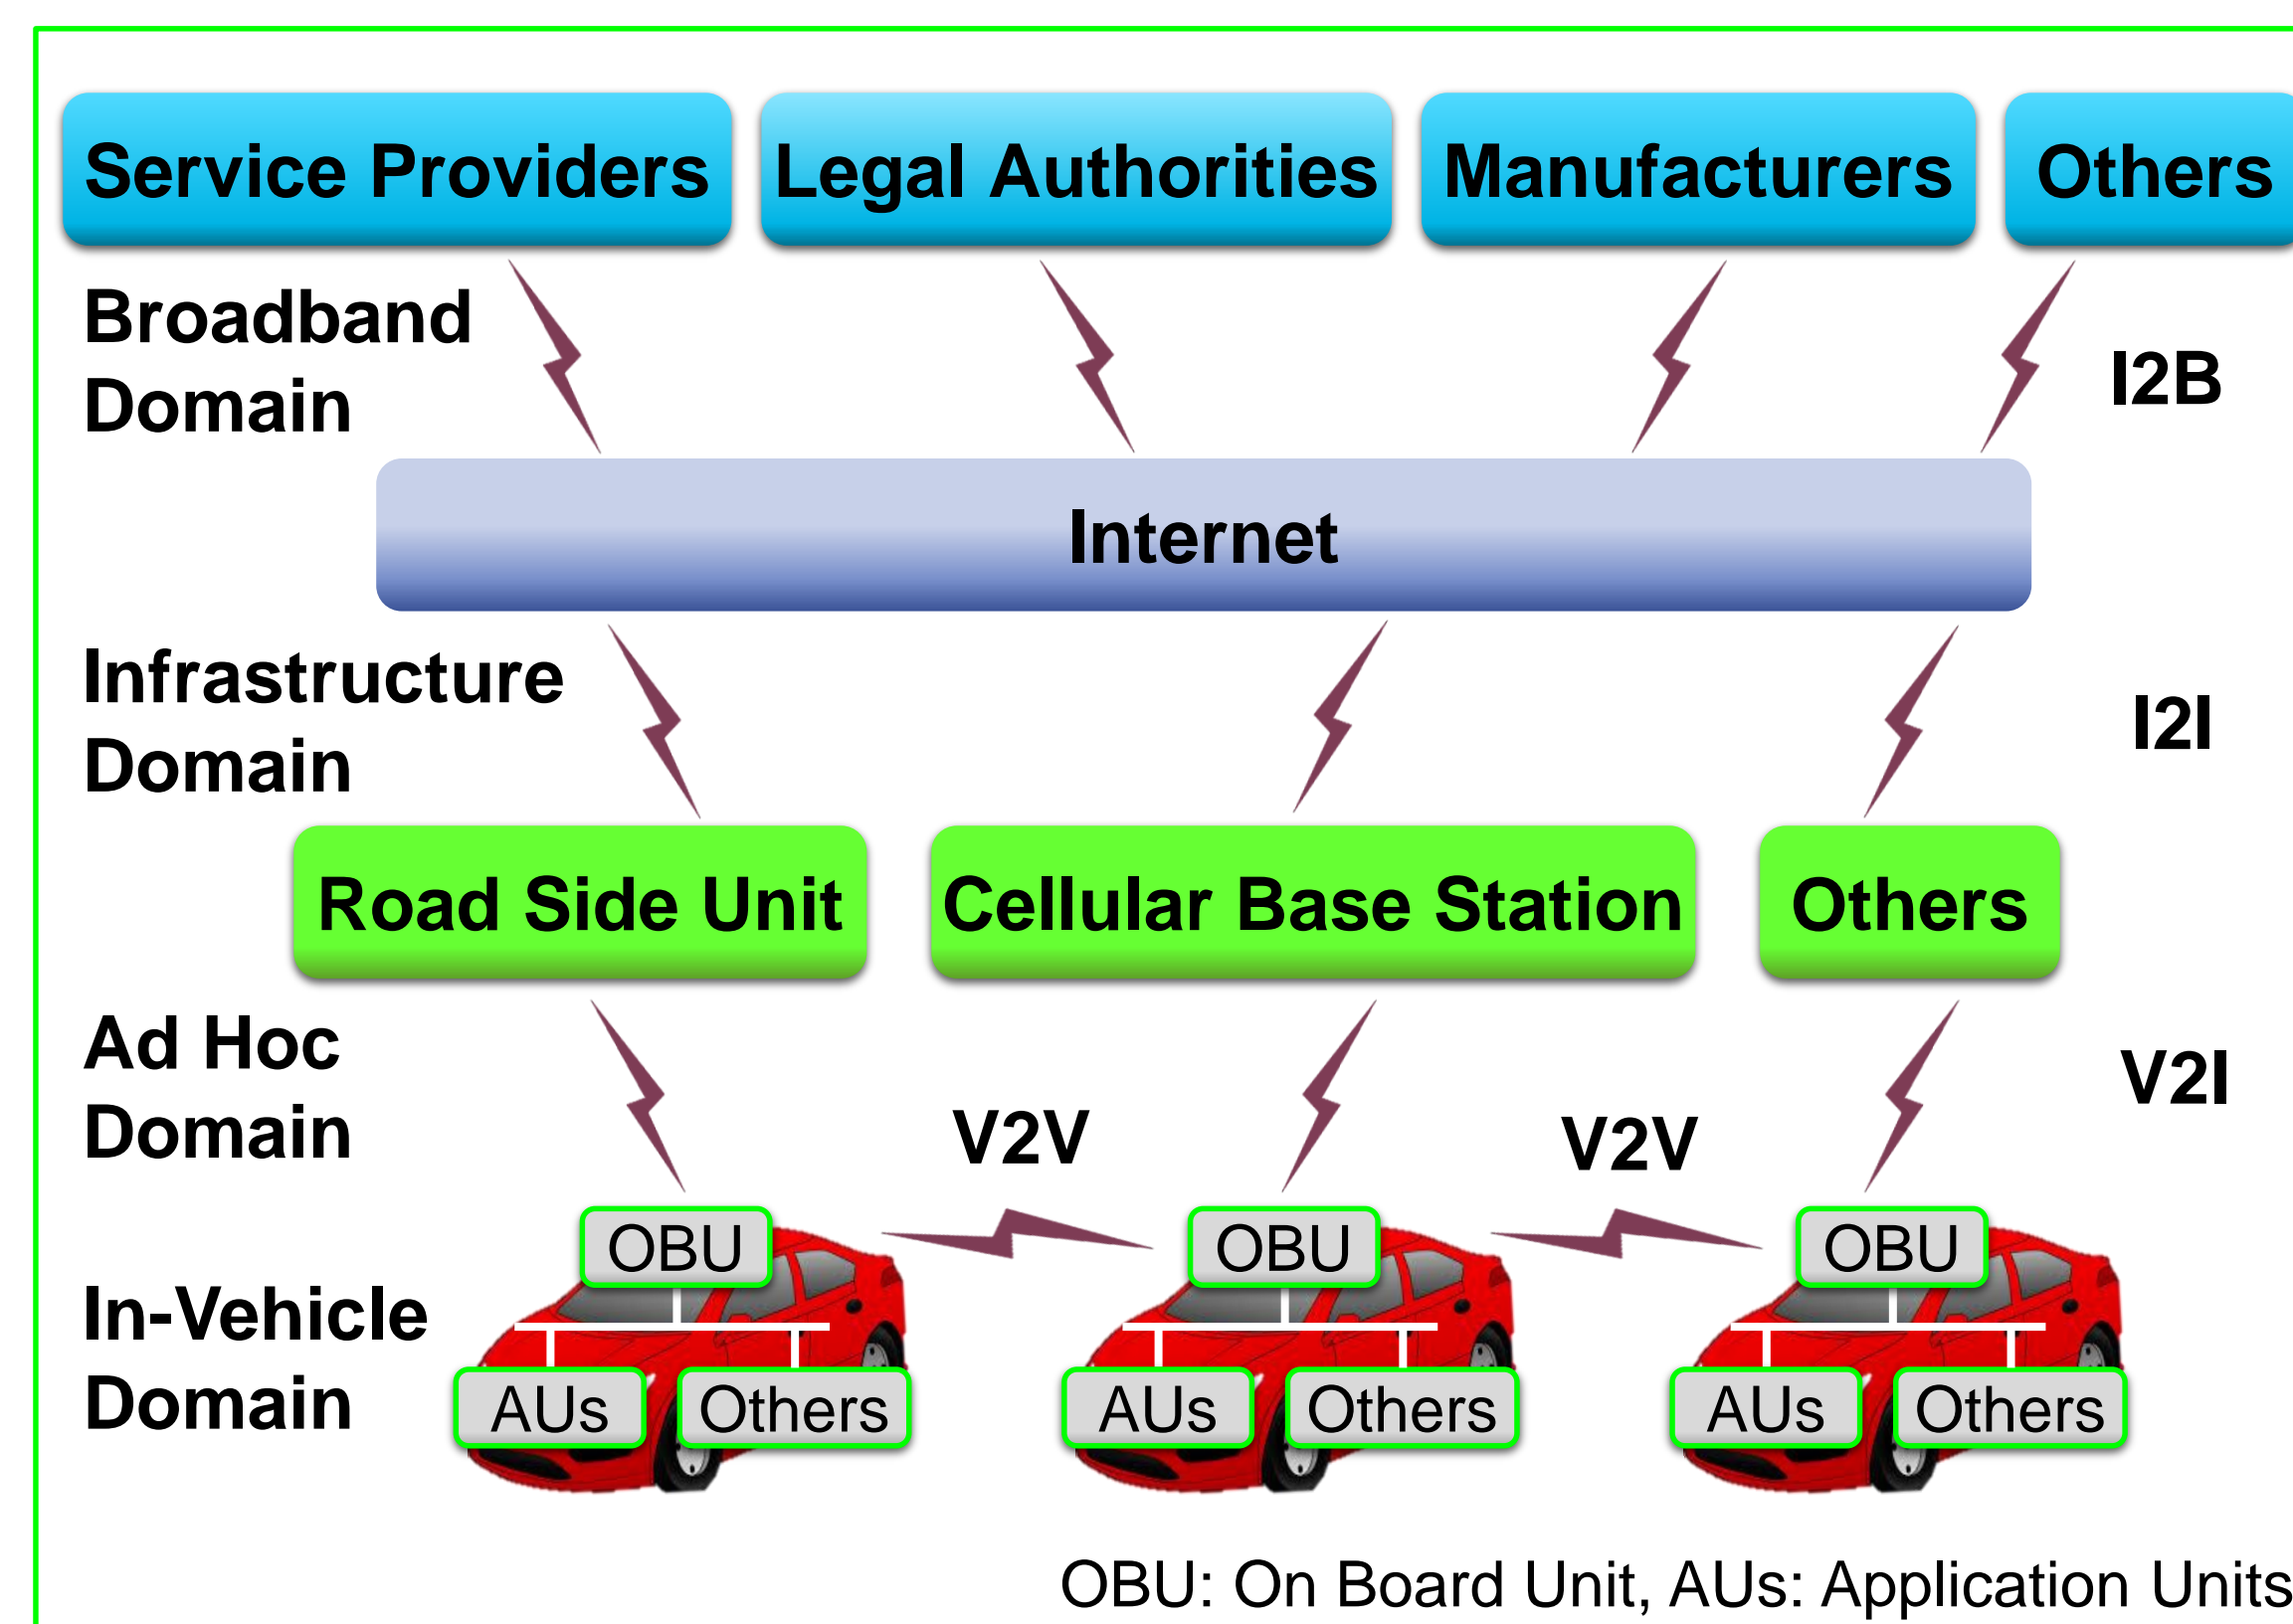 Service Providers
Legal Authorities
Manufacturers
Others
Broadband
Domain
I2B
Internet
Infrastructure
Domain
I2I
Road Side Unit
Cellular Base Station
Others
Ad Hoc
Domain
V2V
V2V
V2I
In-Vehicle
Domain
OBU
AUs
Others
OBU
AUs
Others
OBU
AUs
Others
OBU: On Board Unit, AUs: Application Units